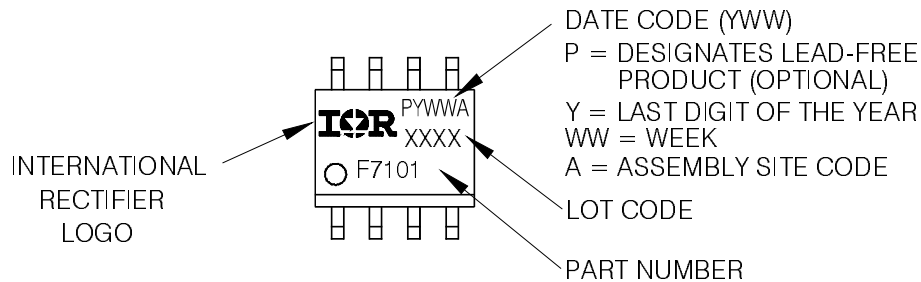 DATE CODE (YWW)
P = DESIGNATES LEAD-FREE
PRODUCT (OPTIONAL)
Y = LAST DIGIT OF THE YEAR
WW = WEEK
A = ASSEMBLY SITE CODE
LOT CODE
PART NUMBER
INTERNATIONAL
RECTIFIER
LOGO
PYWWA
IOR
XXXX
F7101